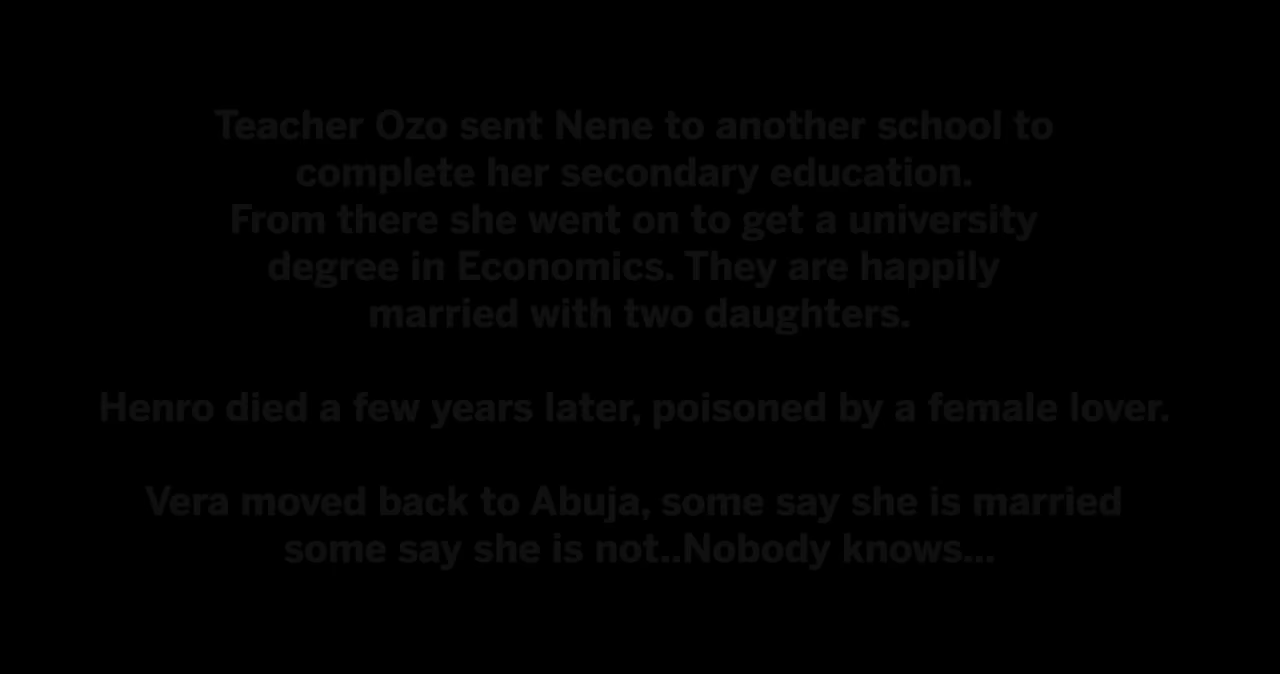 Teacher Ozo sent Nene to another school to
complete her secondary education.
From there she went on to get a university
degree in Economics. They are happily
married with two daughters.
Henro died a few years later, poisoned by a female lover.
Vera moved back to Abuja, some say she is married
some say she is not..Nobody knows...